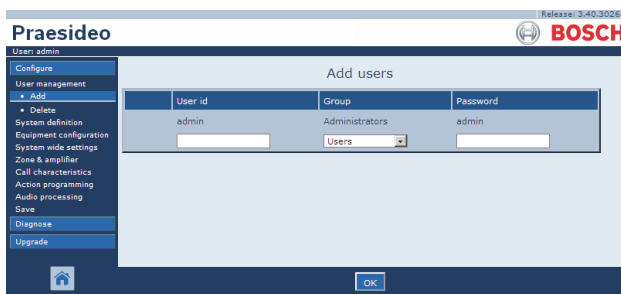 Release: 3.40.3026
Praesideo
BOSCH
User: admin
Configure
User management
• Add
• Delete
System definition
Equipment configuration
System wide settings
Zone & amplifier
Call characteristics
Action programming
Audio processing
Save
Diagnose
Upgrade
Add users
User id Group Password
admin Administrators admin
Users
OK